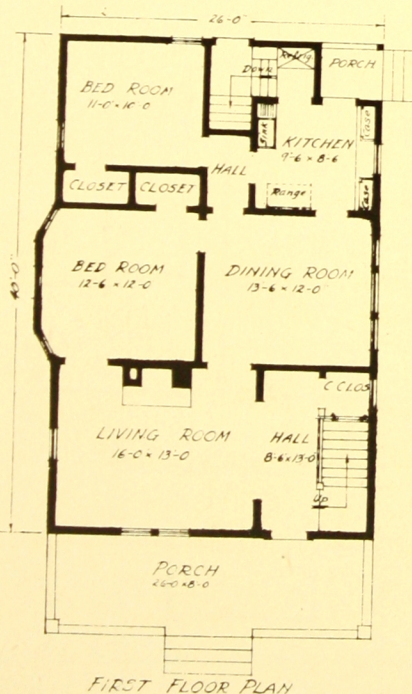 26-0"
Refrig
PORCH
Down
BED ROOM
11-0 × 10-0
Sink
KITCHEN
9'-6 × 8-6
Case
HALL
CLOSET
CLOSET
Range
Case
BED ROOM
12-6 × 12-0
DINING ROOM
13-6 × 12-0
40'-0"
C CLOS
LIVING ROOM
16-0 × 13-0
HALL
8-6 × 13-0
Up
PORCH
26-0 × 8-0
FIRST FLOOR PLAN